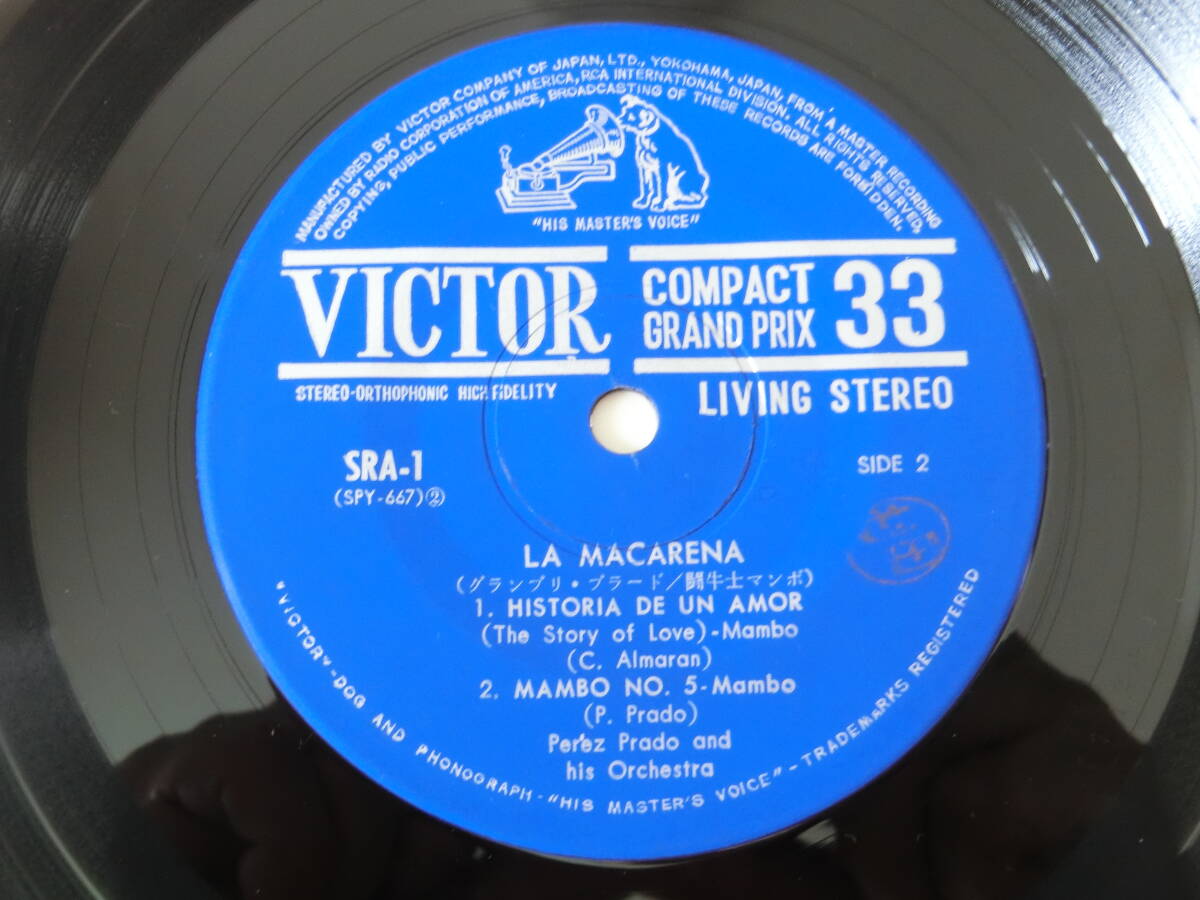 MANUFACTURED BY VICTOR COMPANY OF JAPAN, LTD., YOKOHAMA, JAPAN, FROM A MASTER RECORDING
OWNED BY RADIO CORPORATION OF AMERICA, RCA INTERNATIONAL DIVISION. ALL RIGHTS RESERVED,
COPYING, PUBLIC PERFORMANCE, BROADCASTING OF THESE RECORDS ARE FORBIDDEN.
"HIS MASTER'S VOICE"
VICTOR
COMPACT
GRAND PRIX
33
STEREO-ORTHOPHONIC HIGH FIDELITY
LIVING STEREO
SRA-1
(SPY-667)②
SIDE 2
LA MACARENA
(グランプリ・プラード/闘牛士マンボ)
1. HISTORIA DE UN AMOR
(The Story of Love)-Mambo
(C. Almaran)
2. MAMBO NO. 5-Mambo
(P. Prado)
Perez Prado and
his Orchestra
"VICTOR"-DOG AND PHONOGRAPH-"HIS MASTER'S VOICE"-TRADEMARKS REGISTERED